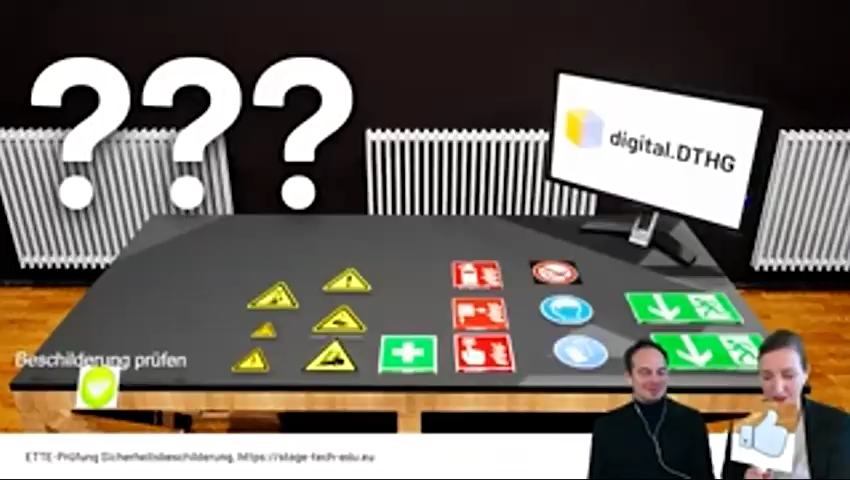 ???
digital.DTHG
Beschilderung prüfen
ETTE-Prüfung Sicherheitsbeschilderung, https://stage-tech-edu.eu